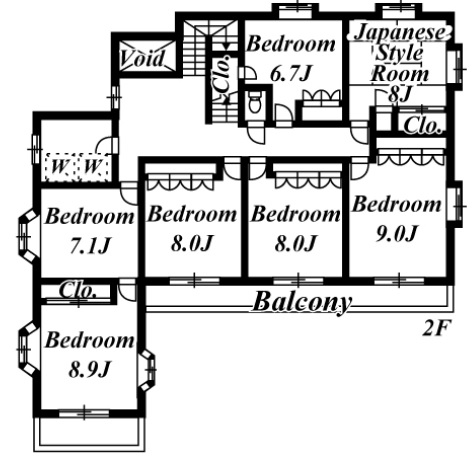 Japanese
Style
Room
8J
Bedroom
6.7J
Void
Clo.
Clo.
W. W.
Bedroom
7.1J
Bedroom
8.0J
Bedroom
8.0J
Bedroom
9.0J
Clo.
Balcony
2F
Bedroom
8.9J